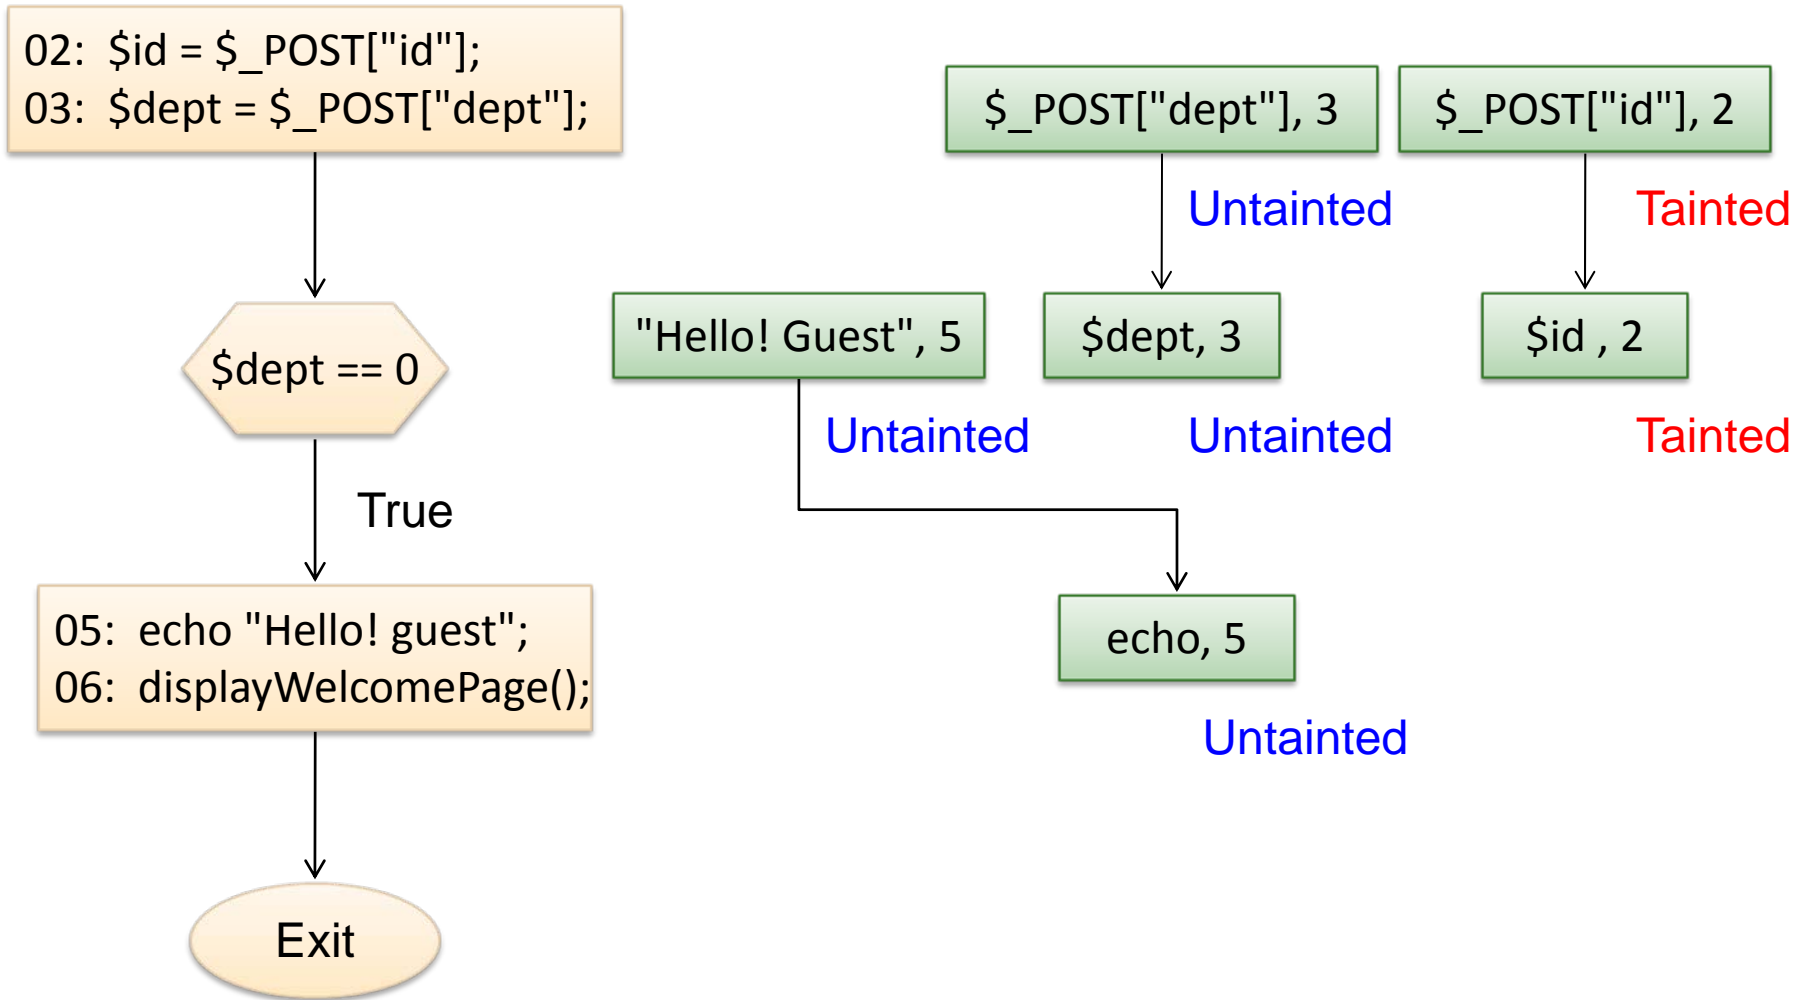 02:  $id = $_POST["id"];
03:  $dept = $_POST["dept"];
$dept == 0
True
05:  echo "Hello! guest";
06:  displayWelcomePage();
Exit
$_POST["dept"], 3
$_POST["id"], 2
Untainted
Tainted
"Hello! Guest", 5
$dept, 3
$id , 2
Untainted
Untainted
Tainted
echo, 5
Untainted